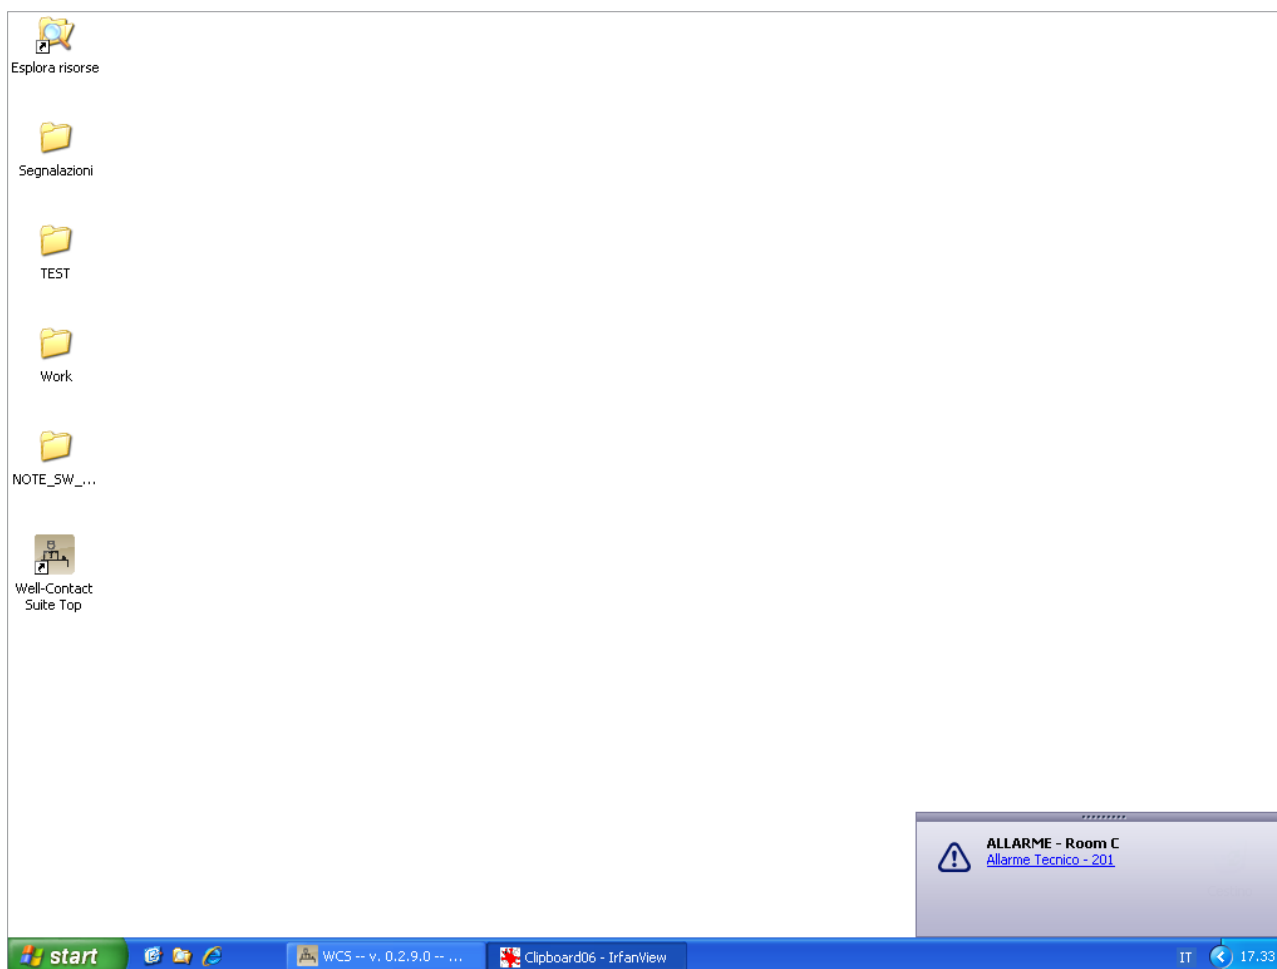 Esplora risorse
Segnalazioni
TEST
Work
NOTE_SW_...
Well-Contact
Suite Top
ALLARME - Room C
Allarme Tecnico - 201
start
WCS -- v. 0.2.9.0 -- ...
Clipboard06 - IrfanView
IT
17.33